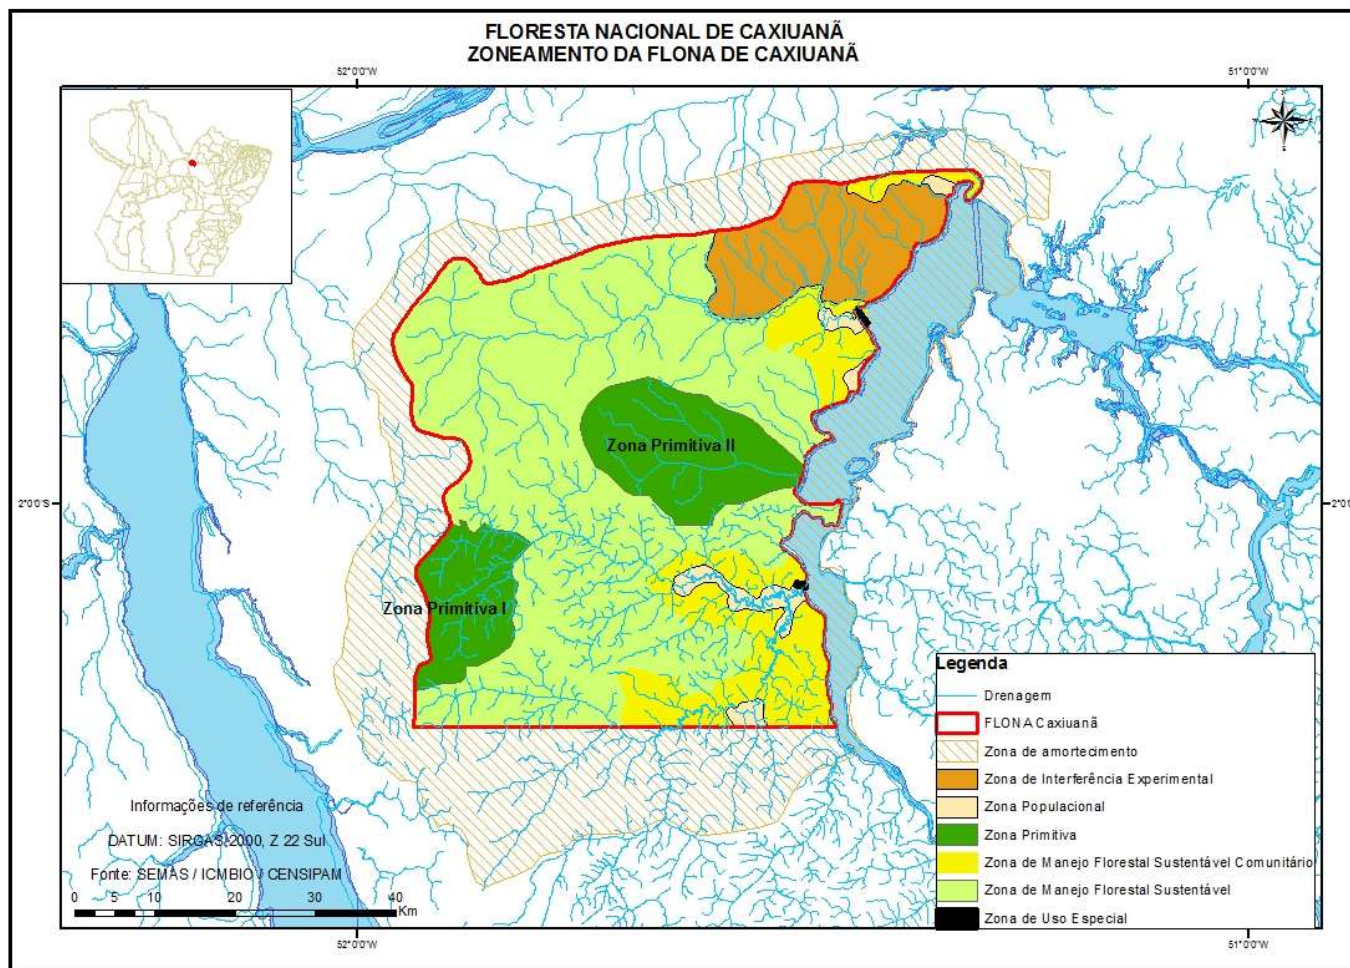 FLORESTA NACIONAL DE CAXIUANÃ
ZONEAMENTO DA FLONA DE CAXIUANÃ
52°0'0"W
51°0'0"W
Zona Primitiva II
2°0'0"S
2°0'0"
Zona Primitiva I
Legenda
Drenagem
FLONA Caxiuanã
Zona de amortecimento
Zona de Interferência Experimental
Zona Populacional
Zona Primitiva
Zona de Manejo Florestal Sustentável Comunitário
Zona de Manejo Florestal Sustentável
Zona de Uso Especial
Informações de referência
DATUM: SIRGAS 2000, Z 22 Sul
Fonte: SEMAS / ICMBIO / CENSIPAM
0 5 10 20 30 40
Km
52°0'0"W
51°0'0"W